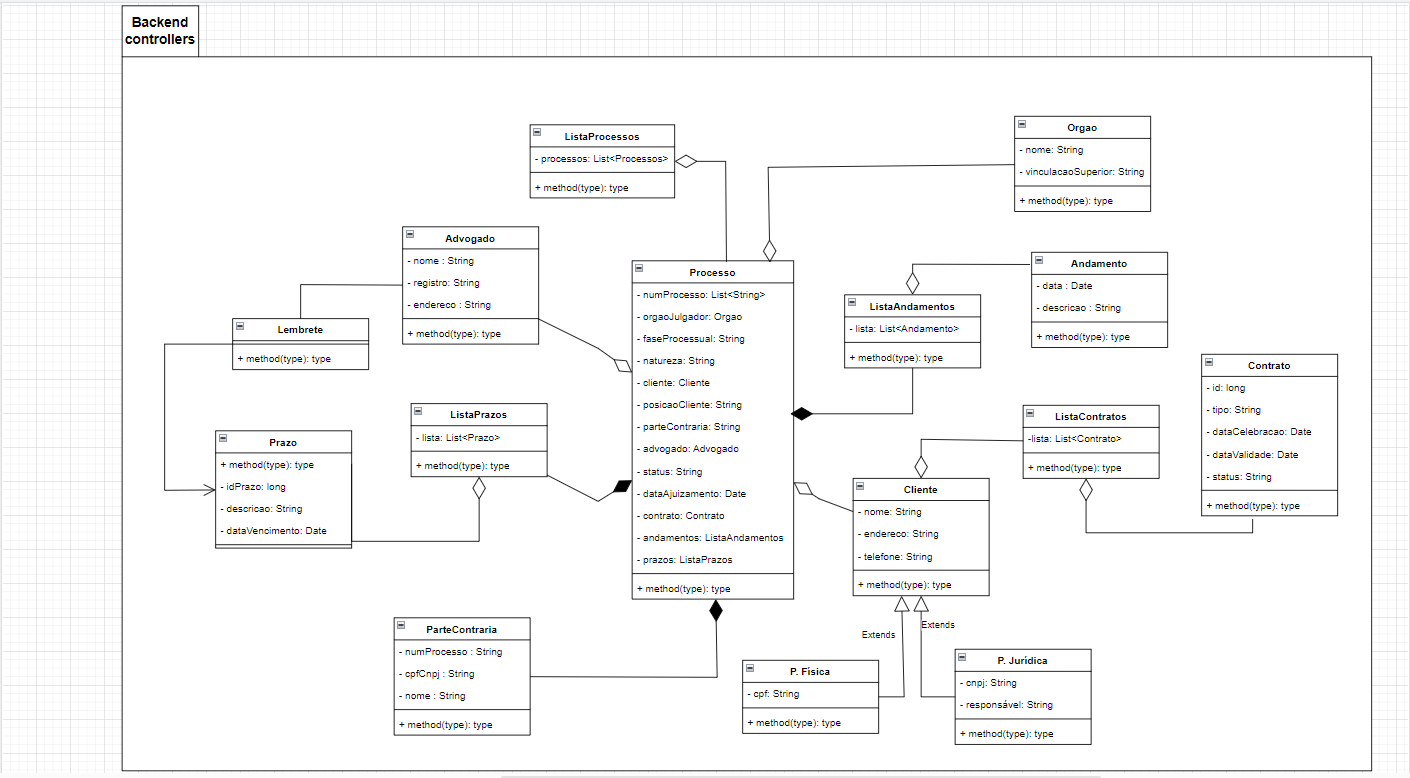 Backend
controllers
ListaProcessos
- processos: List<Processos>
+ method(type): type
Orgao
- nome: String
- vinculacaoSuperior: String
+ method(type): type
Advogado
- nome : String
- registro: String
- endereco : String
+ method(type): type
Processo
- numProcesso: List<String>
- orgaoJulgador: Orgao
- faseProcessual: String
- natureza: String
- cliente: Cliente
- posicaoCliente: String
- parteContraria: String
- advogado: Advogado
- status: String
- dataAjuizamento: Date
- contrato: Contrato
- andamentos: ListaAndamentos
- prazos: ListaPrazos
+ method(type): type
ListaAndamentos
- lista: List<Andamento>
+ method(type): type
Andamento
- data : Date
- descricao : String
+ method(type): type
Lembrete
+ method(type): type
ListaPrazos
- lista: List<Prazo>
+ method(type): type
Prazo
+ method(type): type
- idPrazo: long
- descricao: String
- dataVencimento: Date
Contrato
- id: long
- tipo: String
- dataCelebracao: Date
- dataValidade: Date
- status: String
+ method(type): type
ListaContratos
-lista: List<Contrato>
+ method(type): type
Cliente
- nome: String
- endereco: String
- telefone: String
+ method(type): type
Extends
Extends
ParteContraria
- numProcesso : String
- cpfCnpj : String
- nome : String
+ method(type): type
P. Física
- cpf: String
+ method(type): type
P. Jurídica
- cnpj: String
- responsável: String
+ method(type): type